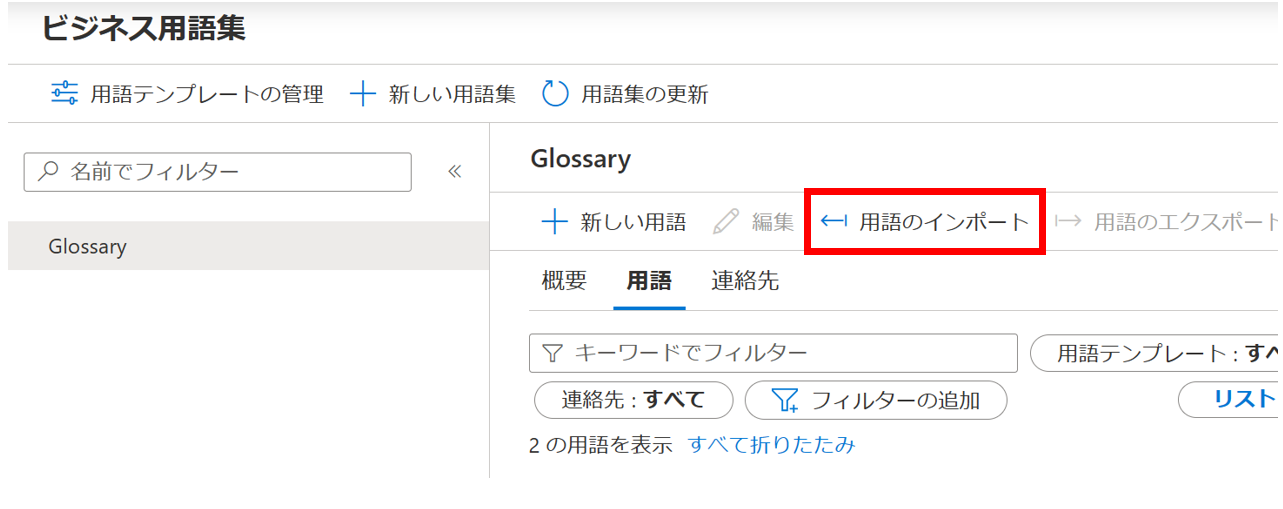 ビジネス用語集
用語テンプレートの管理 新しい用語集 用語集の更新
名前でフィルター
Glossary
Glossary
新しい用語 編集 用語のインポート 用語のエクスポート
概要 用語 連絡先
キーワードでフィルター 用語テンプレート : すべ
連絡先 : すべて フィルターの追加 リスト
2 の用語を表示 すべて折りたたみ